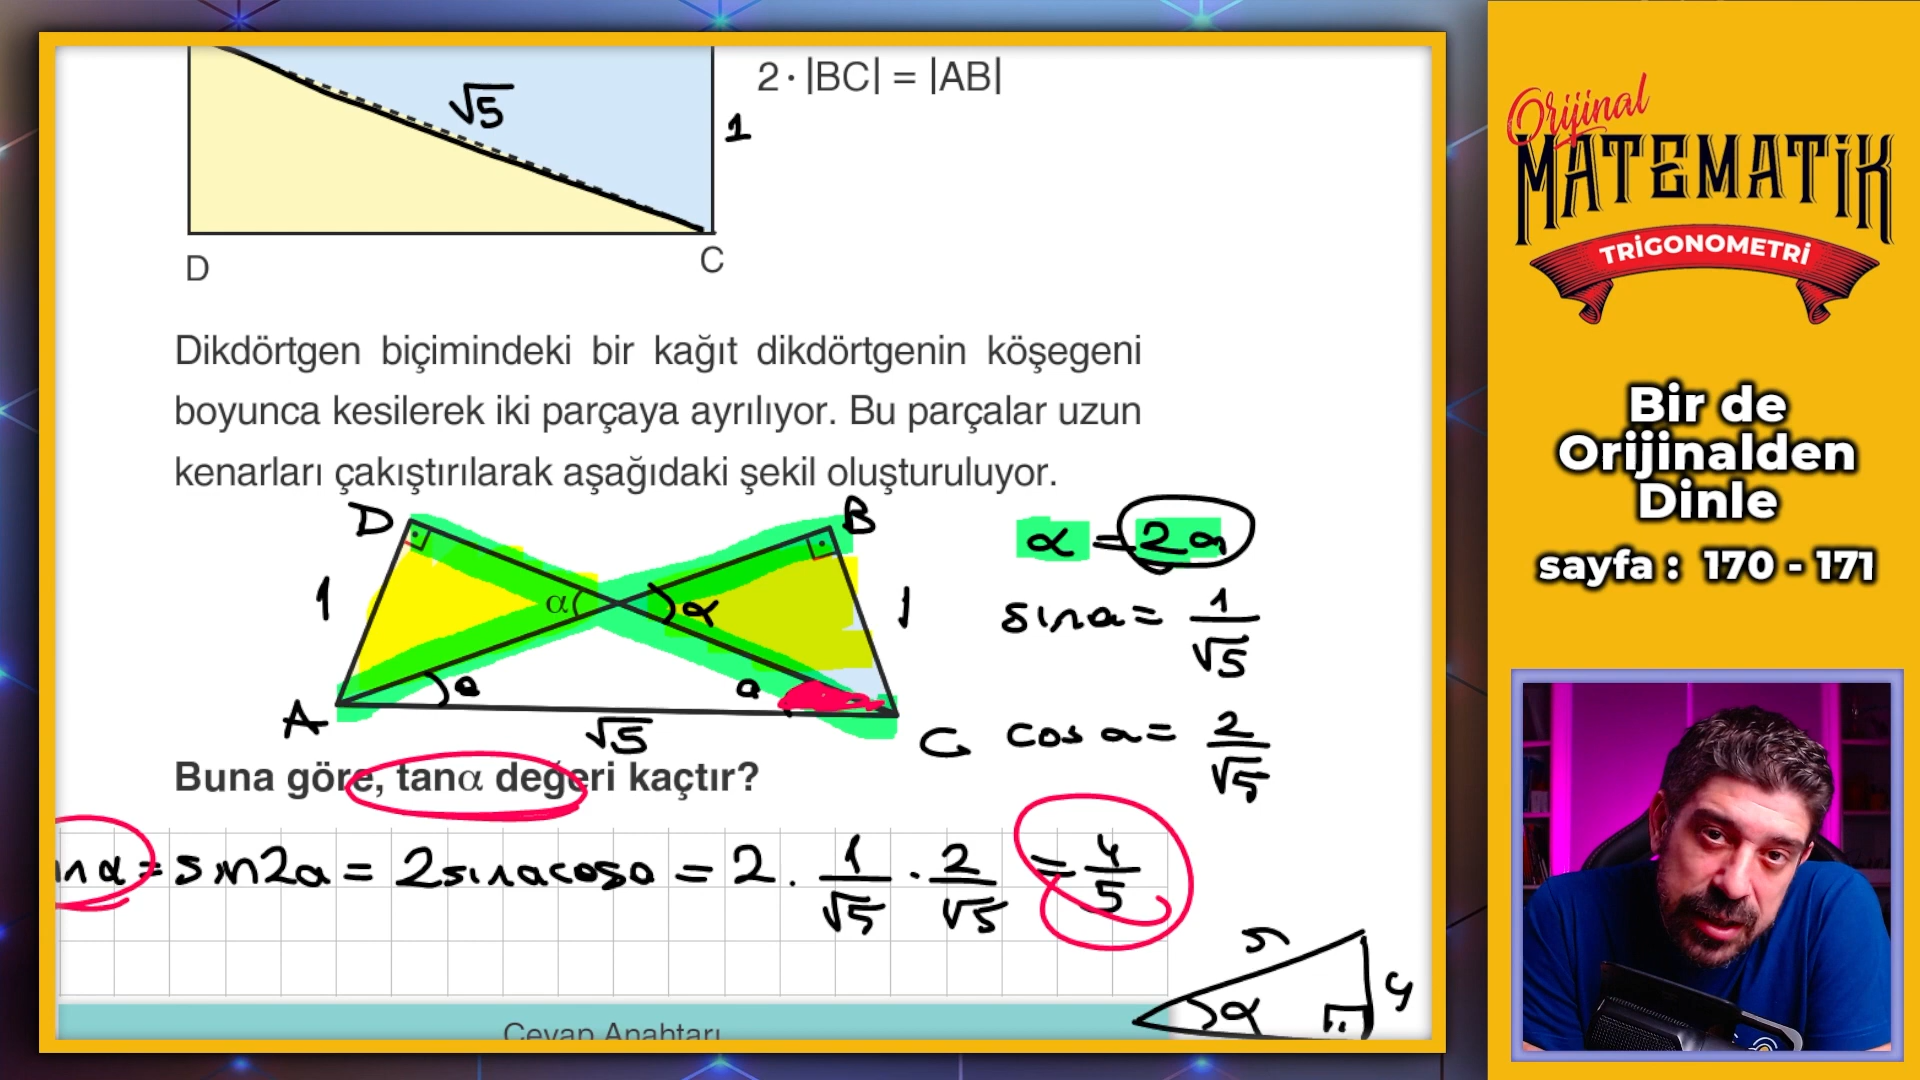 √5
2·|BC| = |AB|
1
D
C
Dikdörtgen biçimindeki bir kağıt dikdörtgenin köşegeni
boyunca kesilerek iki parçaya ayrılıyor. Bu parçalar uzun
kenarları çakıştırılarak aşağıdaki şekil oluşturuluyor.
D
B
1
α
α
1
A
a
a
√5
C
α = 2a
sina = 1/√5
cos a = 2/√5
Buna göre, tanα değeri kaçtır?
nα = sin2a = 2sinacosa = 2 · 1/√5 · 2/√5 = 4/5
5
4
α
Cevap Anahtarı
Orijinal
MATEMATİK
TRİGONOMETRİ
Bir de
Orijinalden
Dinle
sayfa : 170 - 171